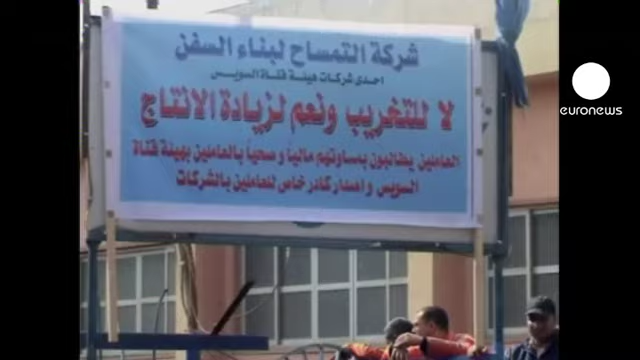 شركة التمساح لبناء السفن
احدى شركات هيئة قناة السويس
لا للتخريب ونعم لزيادة الانتاج
العاملين يطالبون بمساوتهم مالياً و صحياً بالعاملين بهيئة قناة
السويس و اصدار كادر خاص للعاملين بالشركات
euronews